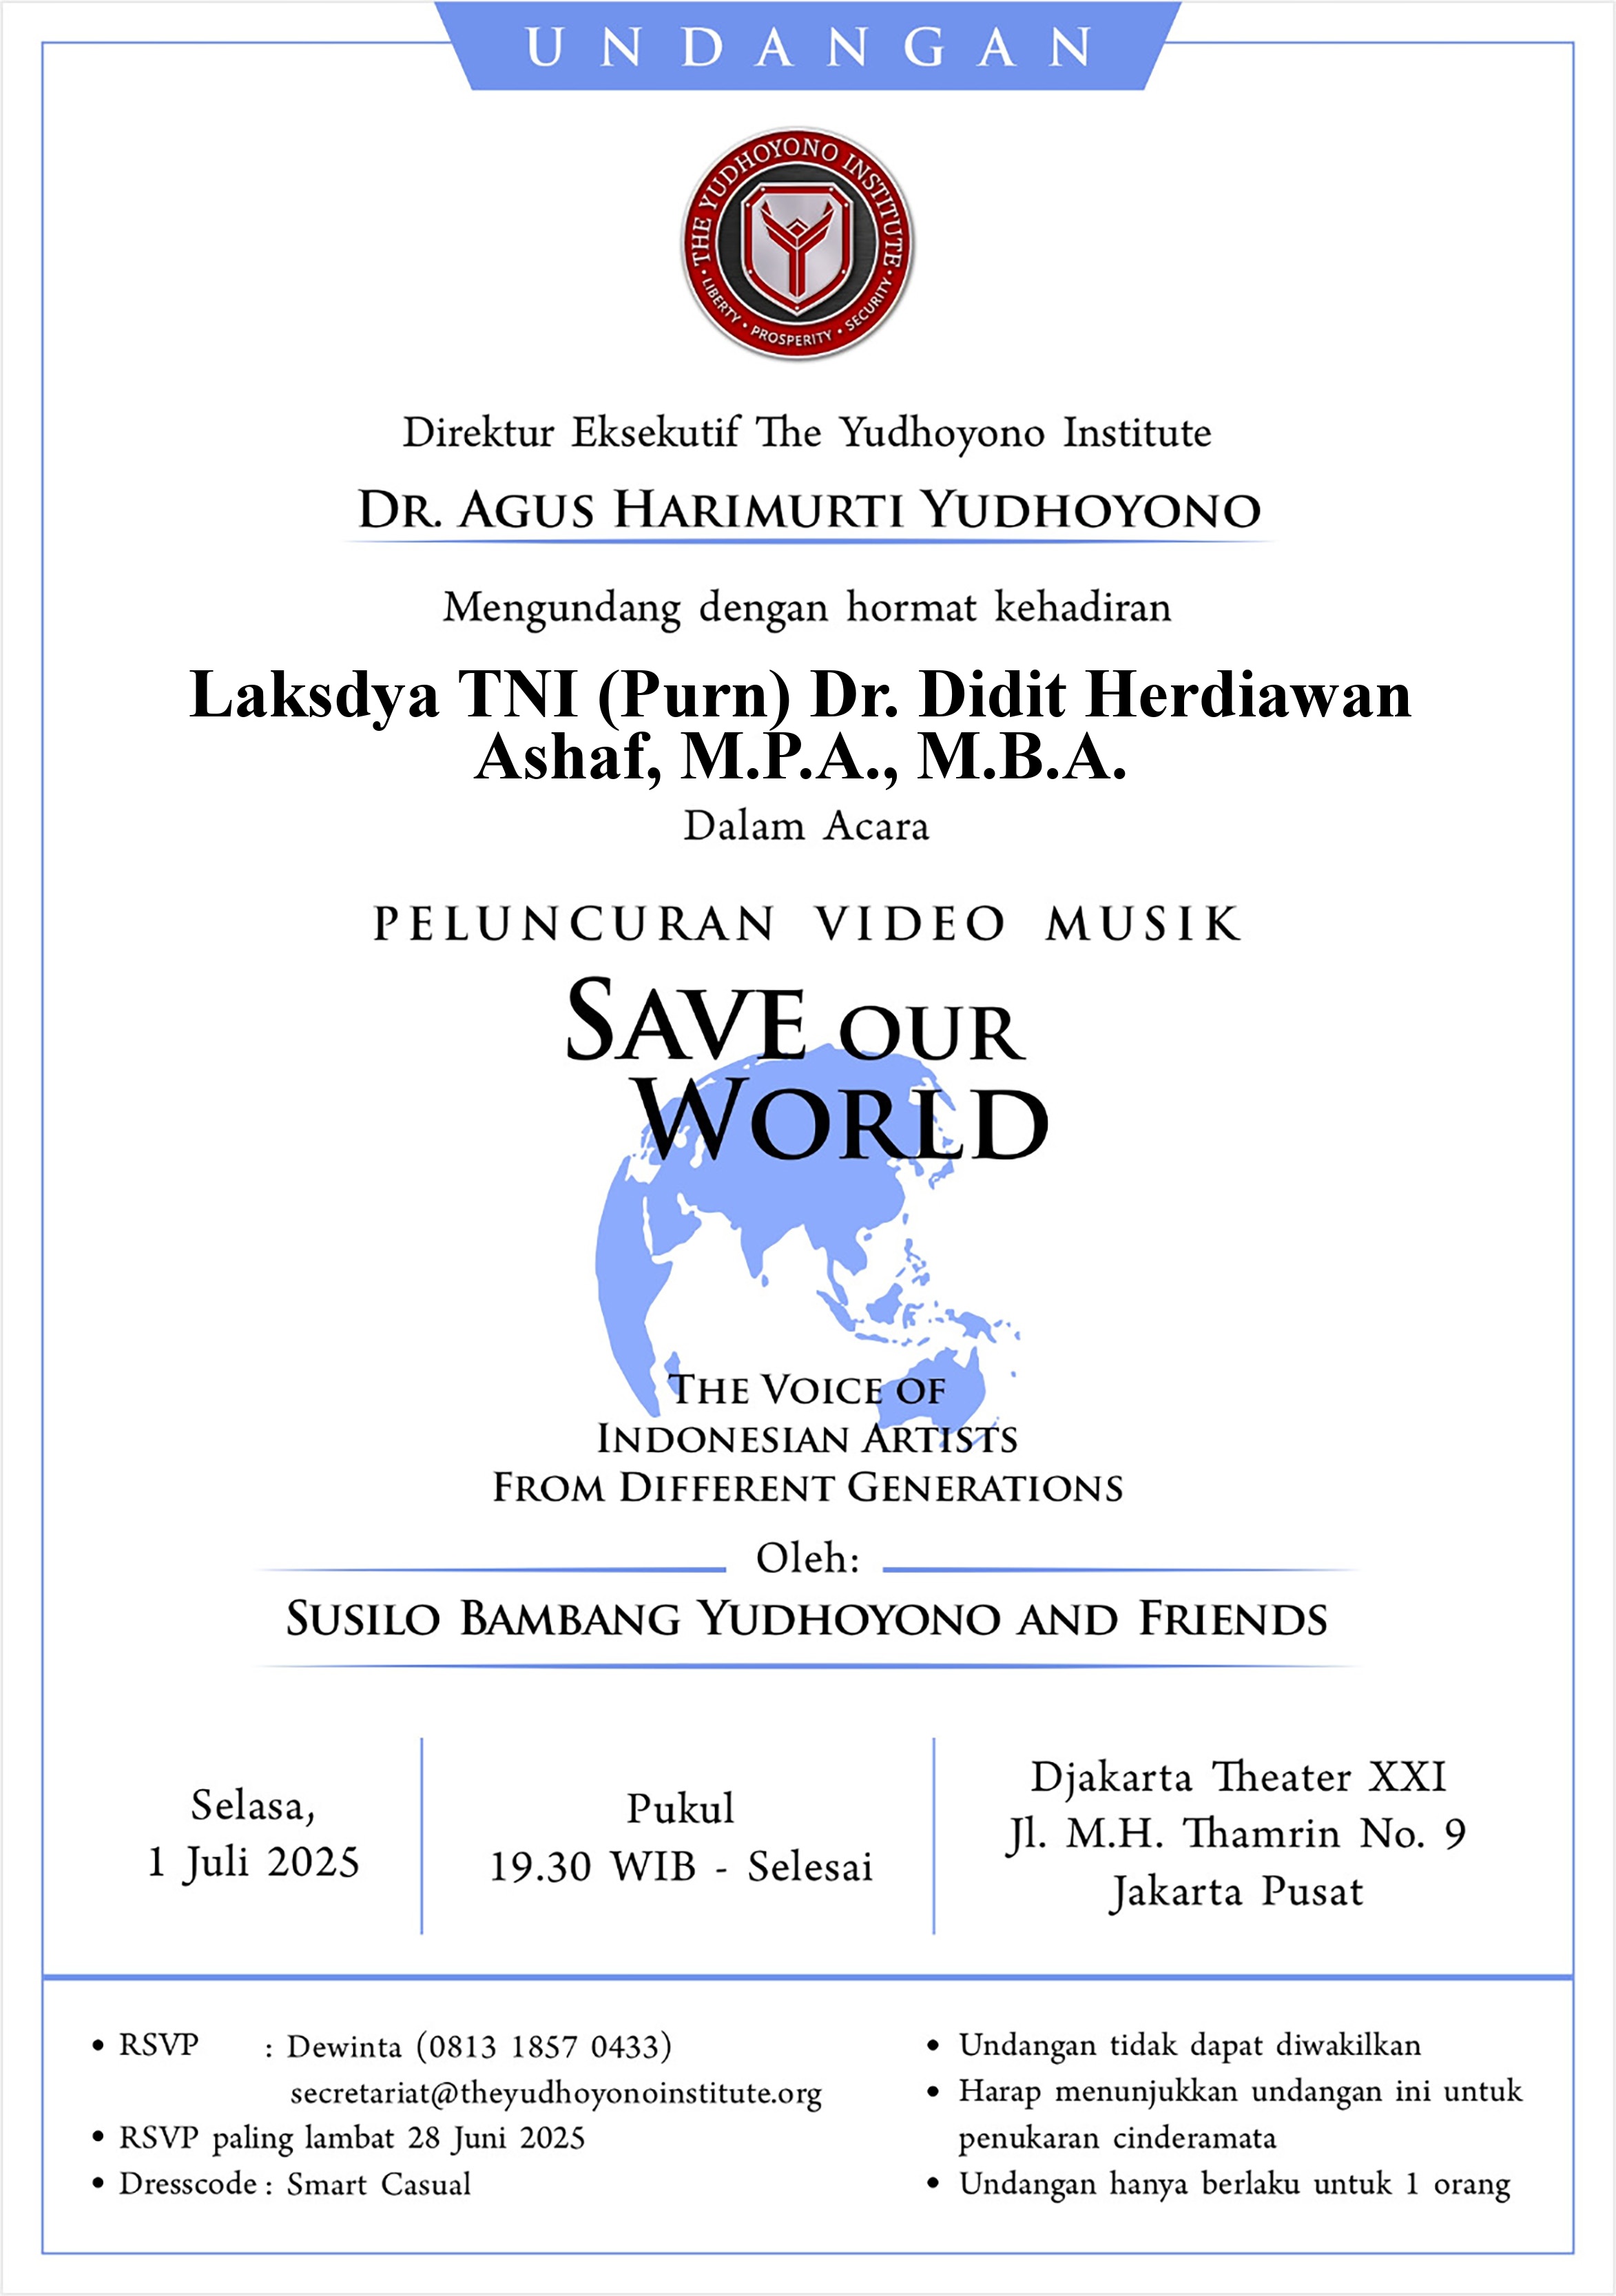 UNDANGAN
THE YUDHOYONO INSTITUTE
• LIBERTY • PROSPERITY • SECURITY •
Direktur Eksekutif The Yudhoyono Institute
DR. AGUS HARIMURTI YUDHOYONO
Mengundang dengan hormat kehadiran
Laksdya TNI (Purn) Dr. Didit Herdiawan
Ashaf, M.P.A., M.B.A.
Dalam Acara
PELUNCURAN VIDEO MUSIK
SAVE OUR
WORLD
THE VOICE OF
INDONESIAN ARTISTS
FROM DIFFERENT GENERATIONS
Oleh:
SUSILO BAMBANG YUDHOYONO AND FRIENDS
Selasa,
1 Juli 2025
Pukul
19.30 WIB - Selesai
Djakarta Theater XXI
Jl. M.H. Thamrin No. 9
Jakarta Pusat
• RSVP : Dewinta (0813 1857 0433)
secretariat@theyudhoyonoinstitute.org
• RSVP paling lambat 28 Juni 2025
• Dresscode : Smart Casual
• Undangan tidak dapat diwakilkan
• Harap menunjukkan undangan ini untuk
penukaran cinderamata
• Undangan hanya berlaku untuk 1 orang